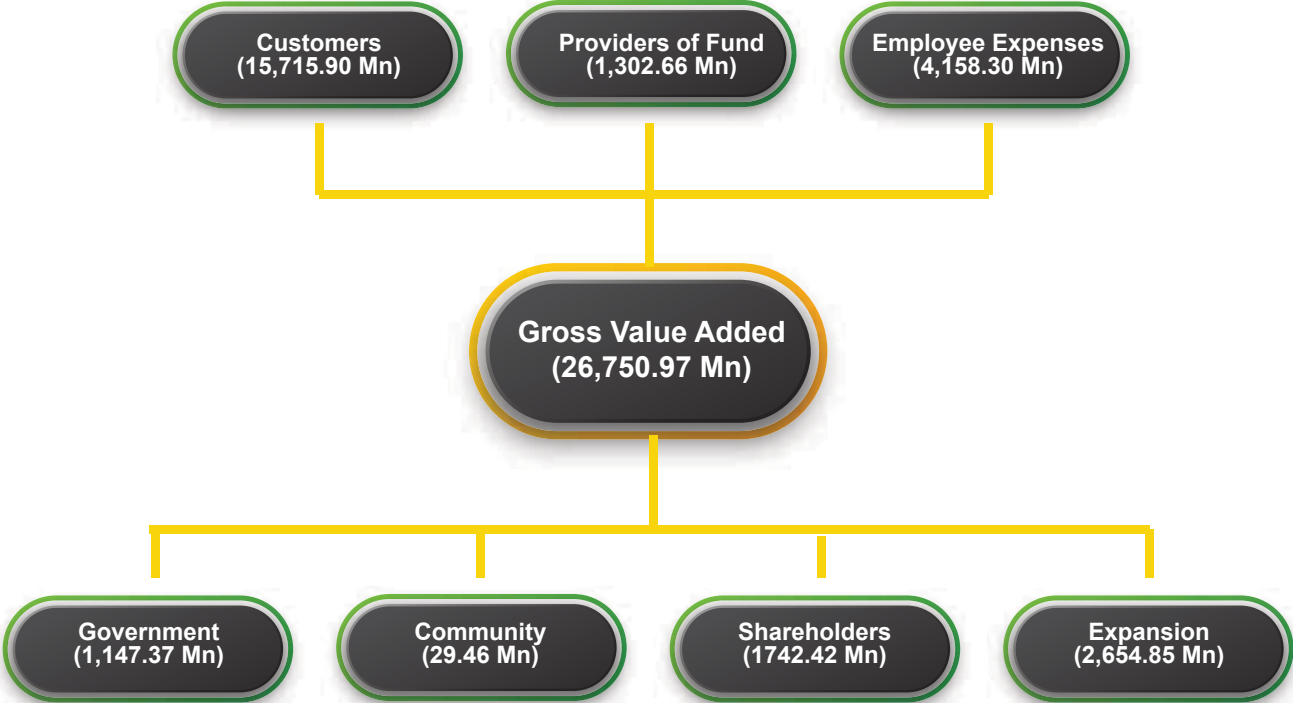 Customers
(15,715.90 Mn)
Providers of Fund
(1,302.66 Mn)
Employee Expenses
(4,158.30 Mn)
Gross Value Added
(26,750.97 Mn)
Government
(1,147.37 Mn)
Community
(29.46 Mn)
Shareholders
(1742.42 Mn)
Expansion
(2,654.85 Mn)